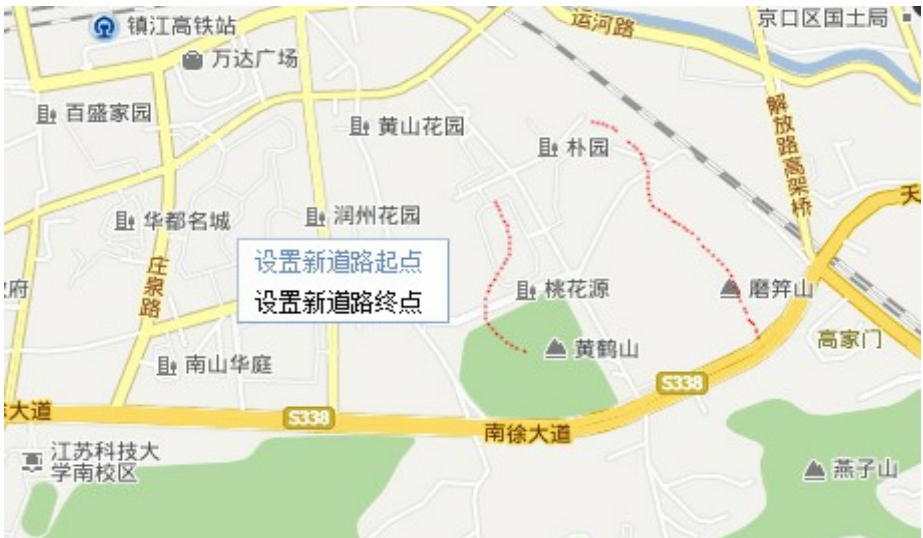 镇江高铁站
万达广场
运河路
京口区国土局
百盛家园
黄山花园
朴园
解放路高架桥
华都名城
润州花园
天
庄泉路
设置新道路起点
设置新道路终点
府
桃花源
磨笄山
南山华庭
黄鹤山
高家门
S338
大道
S338
南徐大道
江苏科技大
学南校区
燕子山